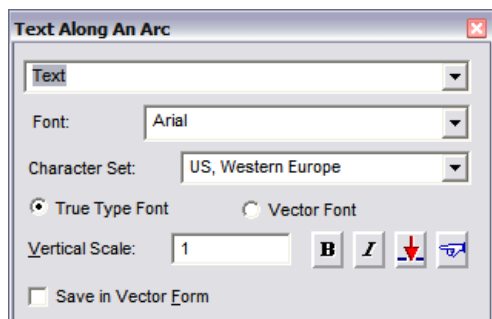 Text Along An Arc
Text
Font: Arial
Character Set: US, Western Europe
True Type Font Vector Font
Vertical Scale: 1 B I
Save in Vector Form